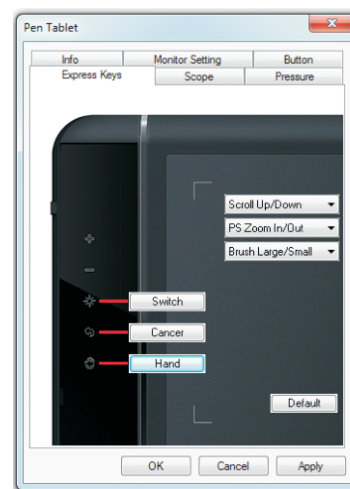 Pen Tablet
Info Monitor Setting Button
Express Keys Scope Pressure
Scroll Up/Down
PS Zoom In/Out
Brush Large/Small
Switch
Cancer
Hand
Default
OK Cancel Apply